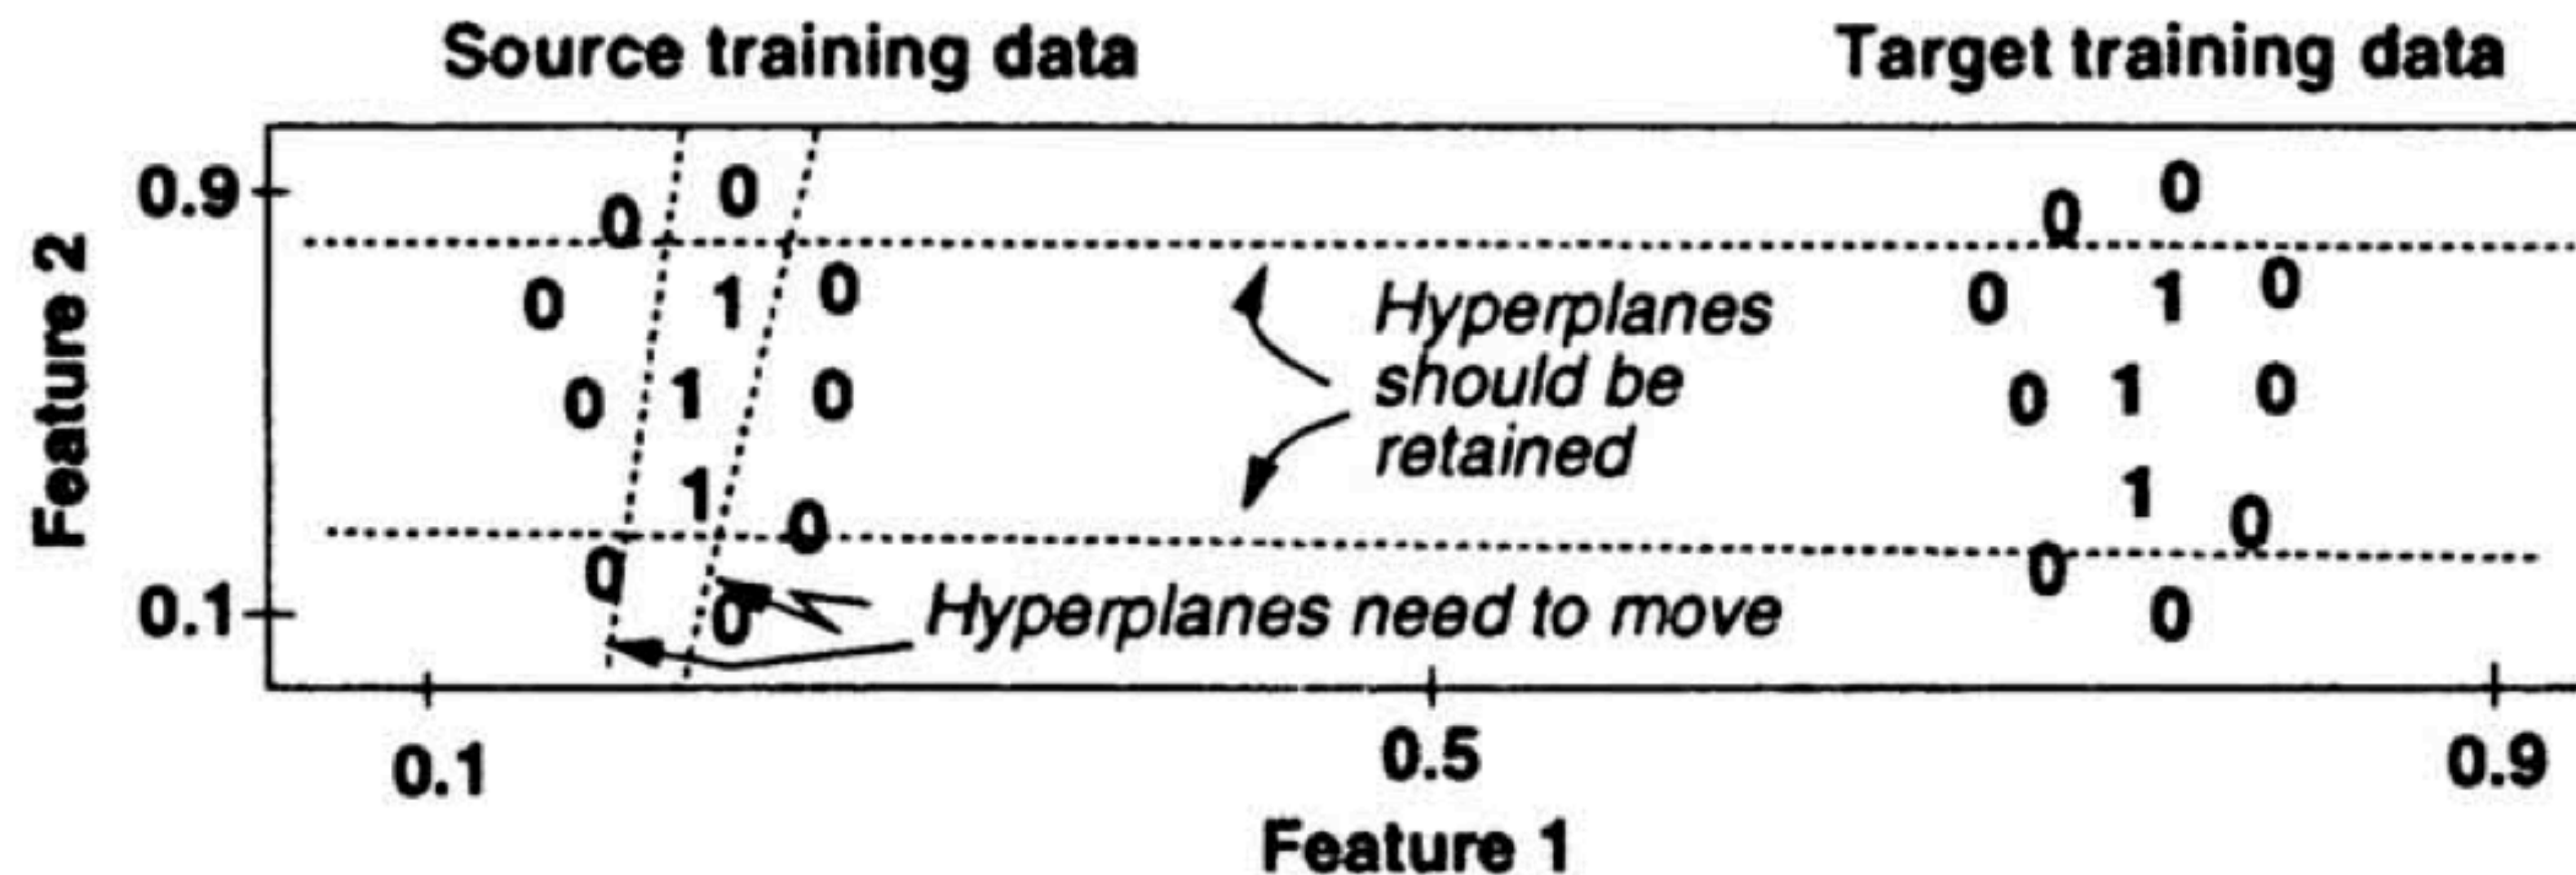 Source training data
Target training data
0.9
0 0
0 0
0 1 0
0 1 0
Hyperplanes
should be
retained
0 1 0
0 1 0
1 0
1 0
0
0
0
0
Feature 2
0.1
Hyperplanes need to move
0.1
0.5
0.9
Feature 1